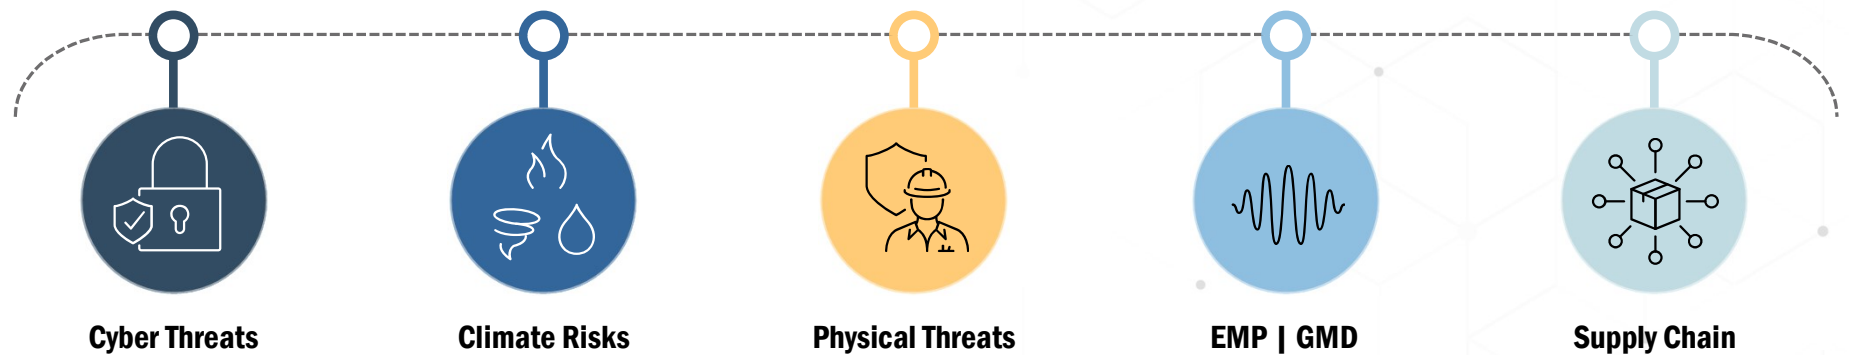 Cyber Threats
Climate Risks
Physical Threats
EMP | GMD
Supply Chain